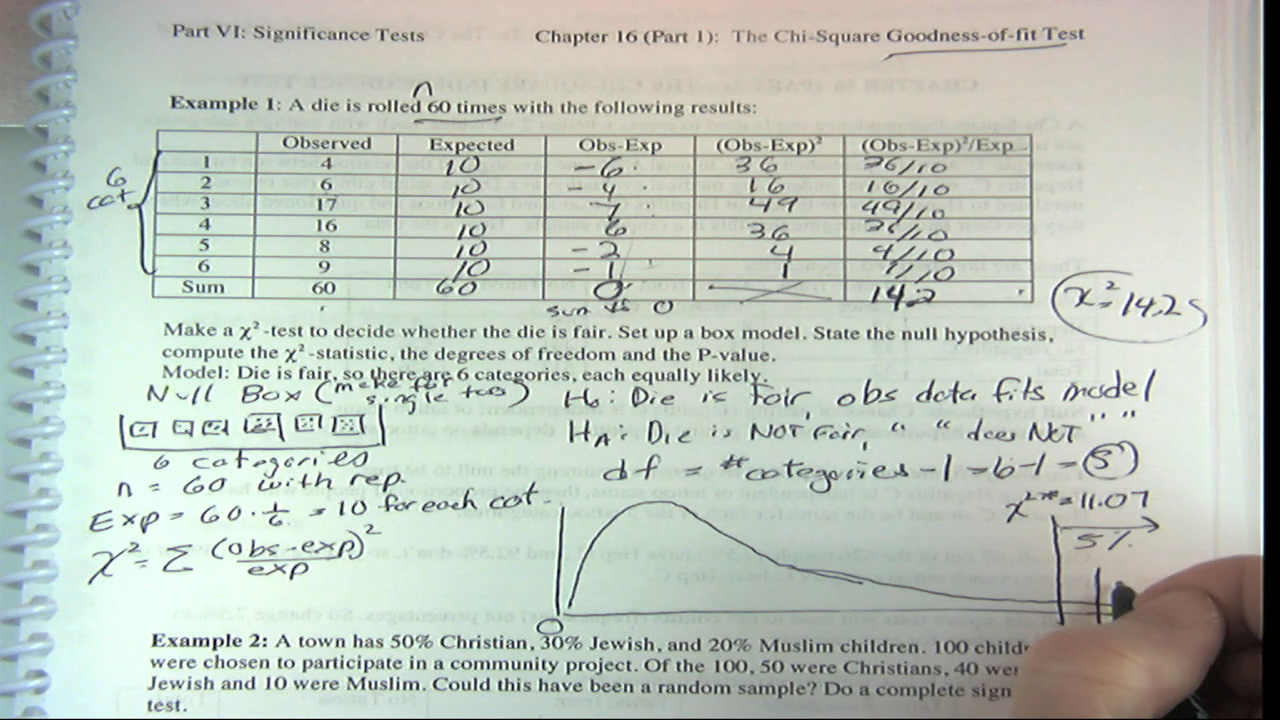 Part VI: Significance Tests Chapter 16 (Part 1): The Chi-Square Goodness-of-fit Test
n
Example 1: A die is rolled 60 times with the following results:
Observed Expected Obs-Exp (Obs-Exp)² (Obs-Exp)²/Exp
1 4 10 -6 36 36/10
2 6 10 -4 16 16/10
3 17 10 7 49 49/10
4 16 10 6 36 36/10
5 8 10 -2 4 4/10
6 9 10 -1 1 1/10
Sum 60 60 0 14.2
6 cat.
sum is 0
χ² = 14.2
Make a χ²-test to decide whether the die is fair. Set up a box model. State the null hypothesis,
compute the χ²-statistic, the degrees of freedom and the P-value.
Model: Die is fair, so there are 6 categories, each equally likely.
Null Box (make for single toss)
H₀: Die is fair, obs data fits model
HA: Die is NOT fair, " " does NOT " "
6 categories
df = # categories - 1 = 6-1 = 5
n = 60 with rep.
Exp = 60 · 1/6 = 10 for each cat.
χ²* = 11.07
5%
χ² = Σ (obs-exp)²/exp
0
Example 2: A town has 50% Christian, 30% Jewish, and 20% Muslim children. 100 child
were chosen to participate in a community project. Of the 100, 50 were Christians, 40 wer
Jewish and 10 were Muslim. Could this have been a random sample? Do a complete sign
test.